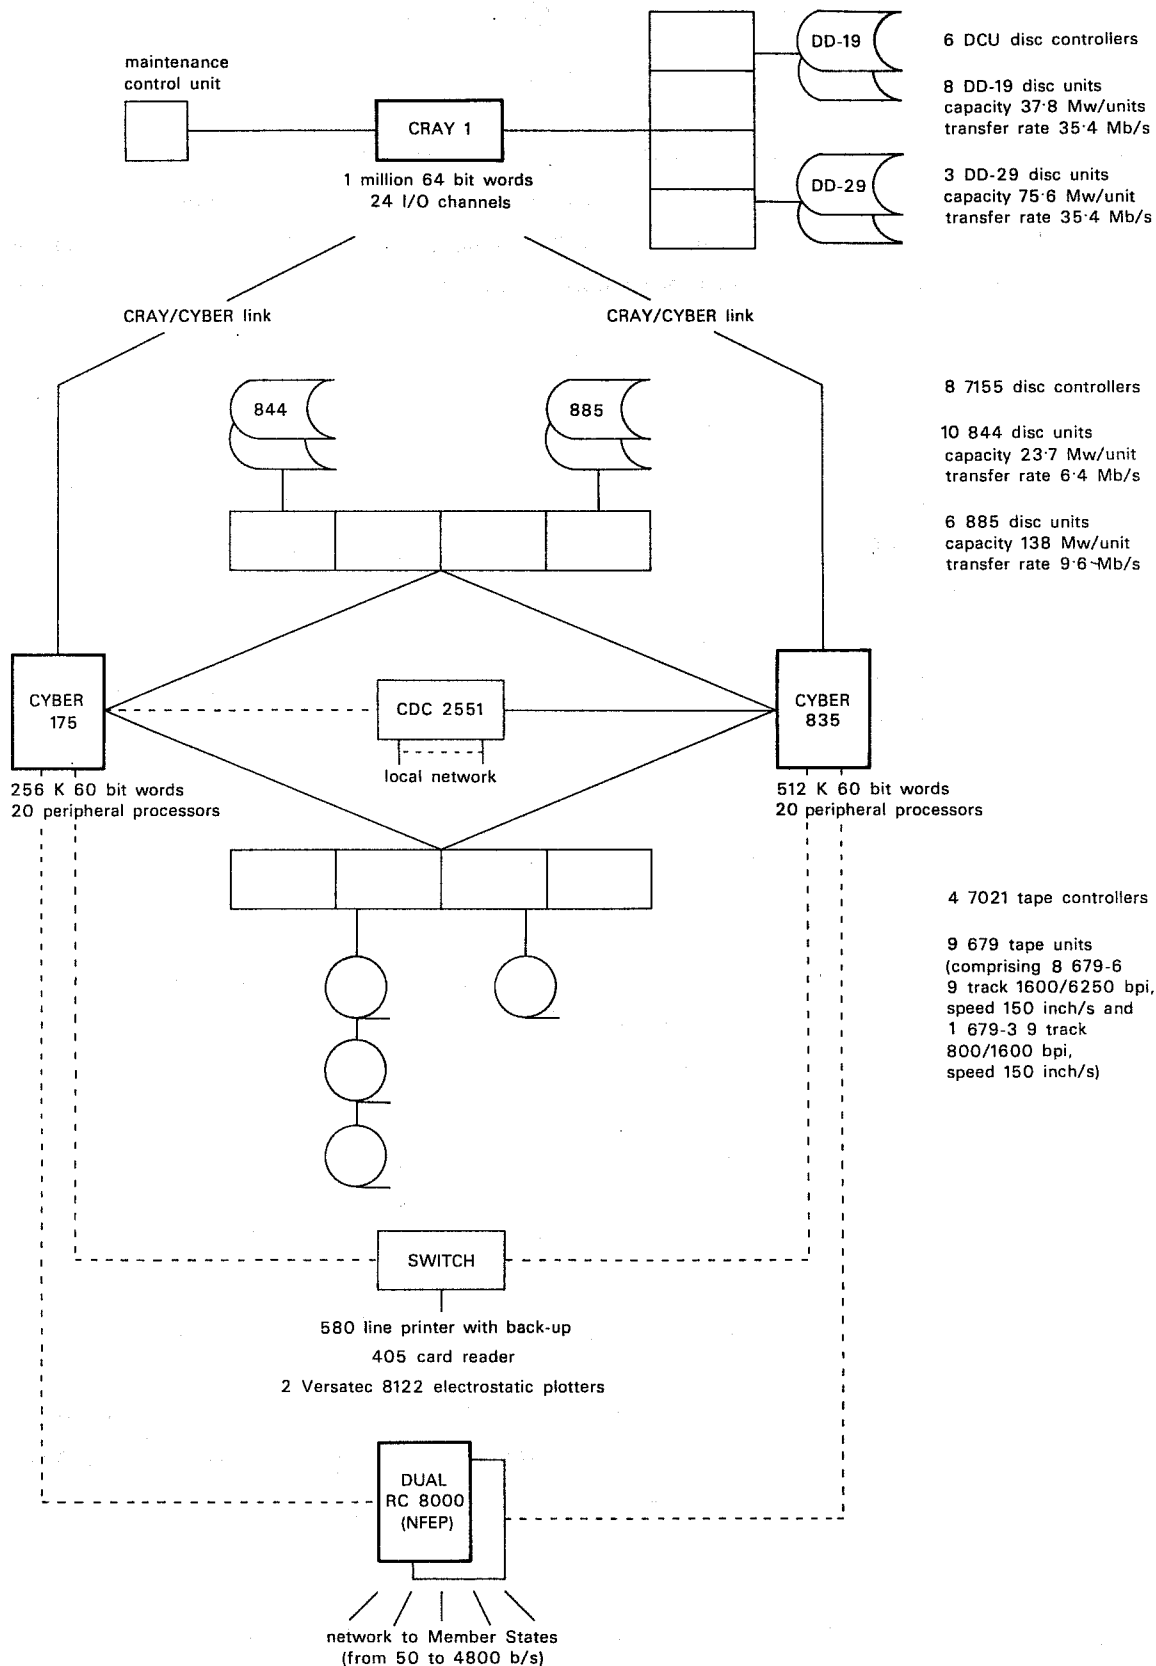 maintenance
control unit
CRAY 1
1 million 64 bit words
24 I/O channels
DD-19
DD-29
6 DCU disc controllers
8 DD-19 disc units
capacity 37·8 Mw/units
transfer rate 35·4 Mb/s
3 DD-29 disc units
capacity 75·6 Mw/unit
transfer rate 35·4 Mb/s
CRAY/CYBER link
CRAY/CYBER link
844
885
8 7155 disc controllers
10 844 disc units
capacity 23·7 Mw/unit
transfer rate 6·4 Mb/s
6 885 disc units
capacity 138 Mw/unit
transfer rate 9·6 Mb/s
CYBER
175
256 K 60 bit words
20 peripheral processors
CDC 2551
local network
CYBER
835
512 K 60 bit words
20 peripheral processors
4 7021 tape controllers
9 679 tape units
(comprising 8 679-6
9 track 1600/6250 bpi,
speed 150 inch/s and
1 679-3 9 track
800/1600 bpi,
speed 150 inch/s)
SWITCH
580 line printer with back-up
405 card reader
2 Versatec 8122 electrostatic plotters
DUAL
RC 8000
(NFEP)
network to Member States
(from 50 to 4800 b/s)